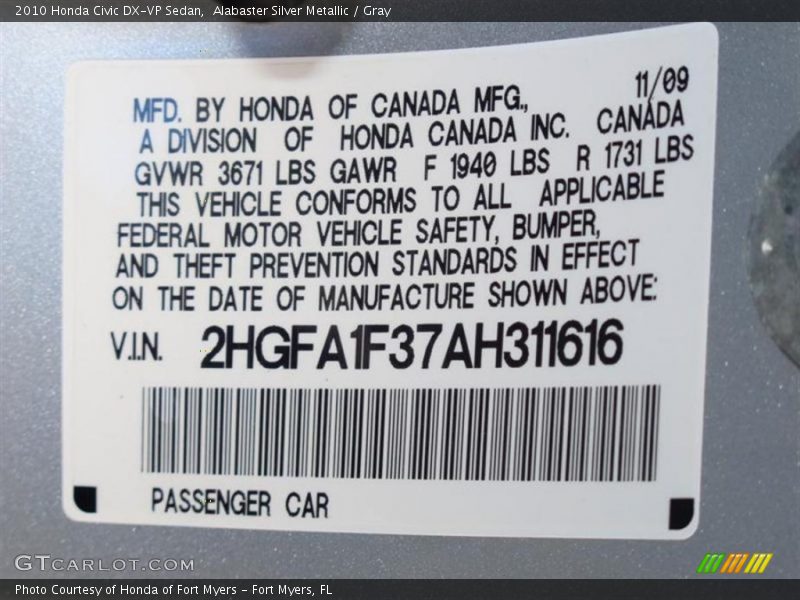 2010 Honda Civic DX-VP Sedan, Alabaster Silver Metallic / Gray
11/09
MFD. BY HONDA OF CANADA MFG.,
A DIVISION OF HONDA CANADA INC. CANADA
GVWR 3671 LBS GAWR F 1940 LBS R 1731 LBS
THIS VEHICLE CONFORMS TO ALL APPLICABLE
FEDERAL MOTOR VEHICLE SAFETY, BUMPER,
AND THEFT PREVENTION STANDARDS IN EFFECT
ON THE DATE OF MANUFACTURE SHOWN ABOVE:
V.I.N. 2HGFA1F37AH311616
PASSENGER CAR
GTCARLOT.COM
Photo Courtesy of Honda of Fort Myers - Fort Myers, FL